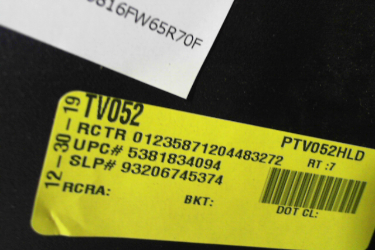 0816FW65R70F
TV052
12-30-19
RCTR 01235871204483272
UPC# 5381834094
SLP# 93206745374
RCRA:
BKT:
PTV052HLD
RT :7
DOT CL: